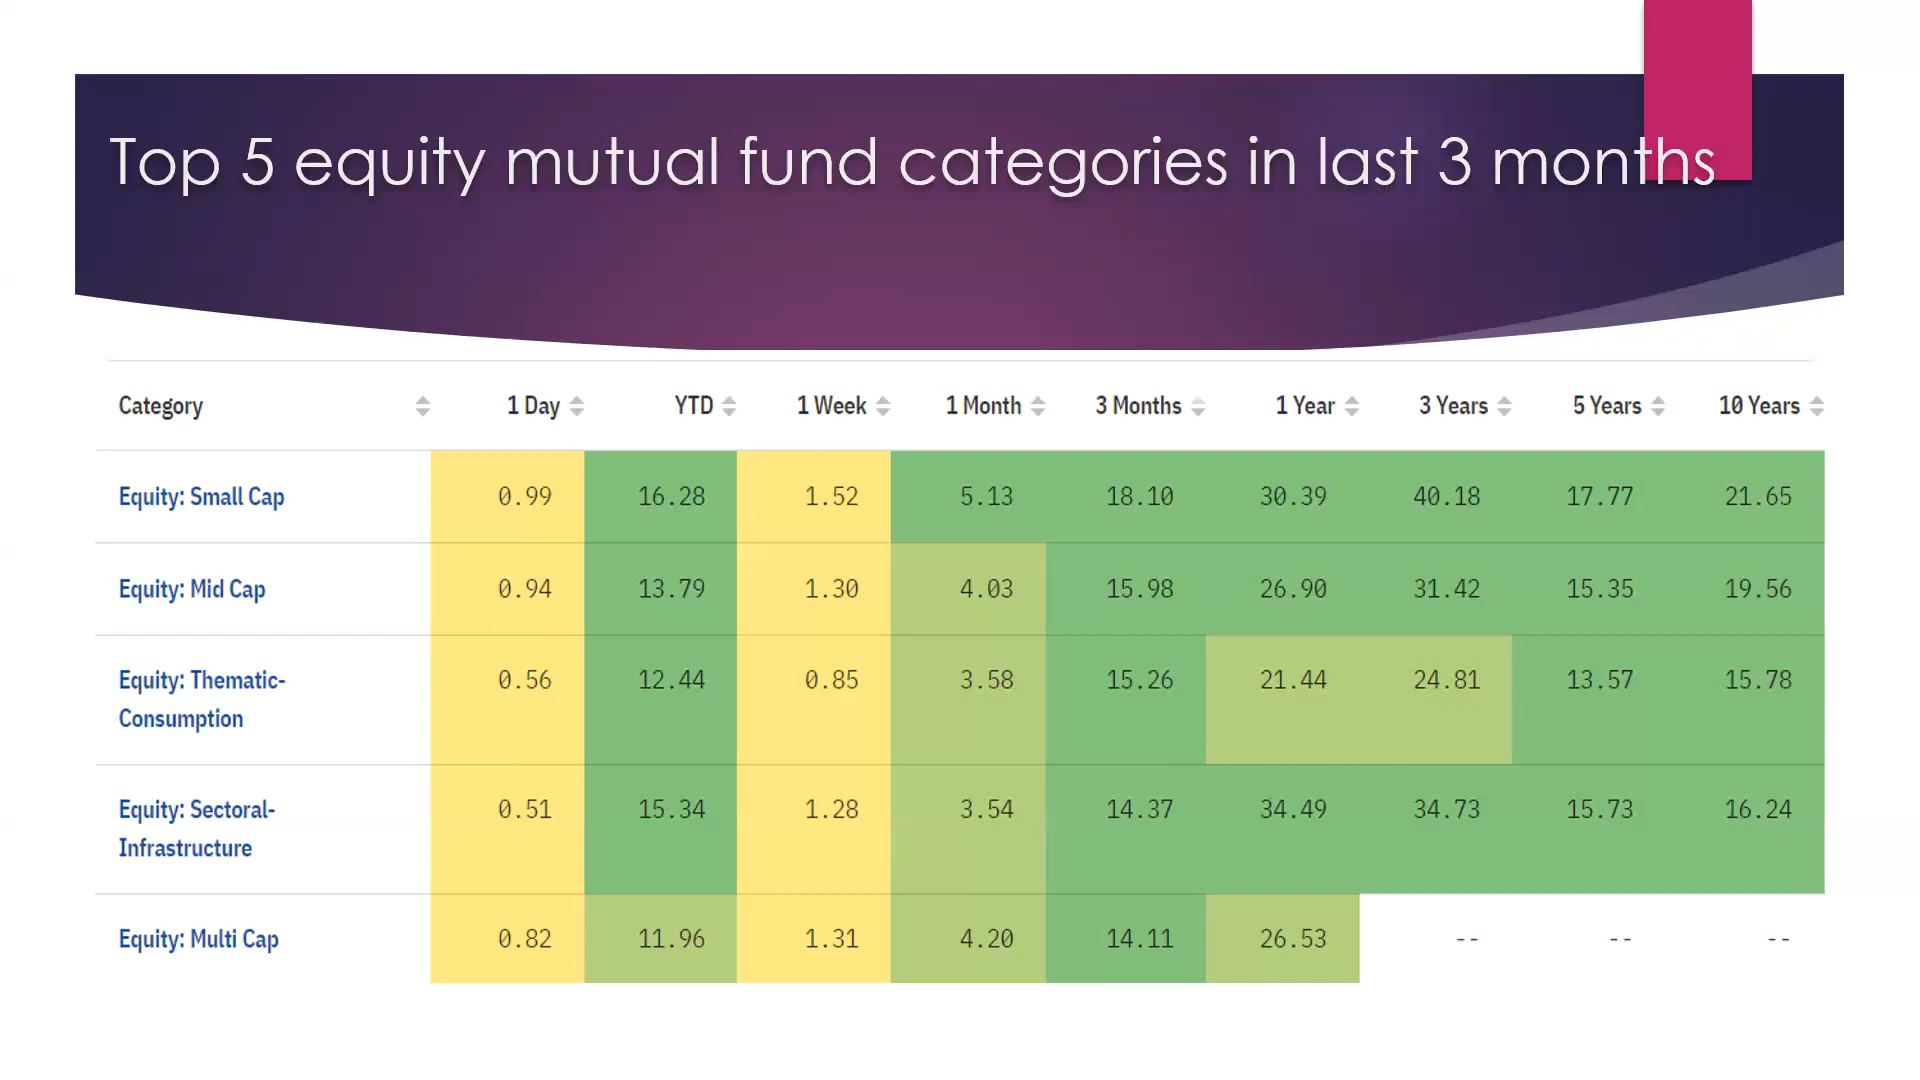 Top 5 equity mutual fund categories in last 3 months
Category 1 Day YTD 1 Week 1 Month 3 Months 1 Year 3 Years 5 Years 10 Years
Equity: Small Cap 0.99 16.28 1.52 5.13 18.10 30.39 40.18 17.77 21.65
Equity: Mid Cap 0.94 13.79 1.30 4.03 15.98 26.90 31.42 15.35 19.56
Equity: Thematic- 0.56 12.44 0.85 3.58 15.26 21.44 24.81 13.57 15.78
Consumption
Equity: Sectoral- 0.51 15.34 1.28 3.54 14.37 34.49 34.73 15.73 16.24
Infrastructure
Equity: Multi Cap 0.82 11.96 1.31 4.20 14.11 26.53 -- -- --